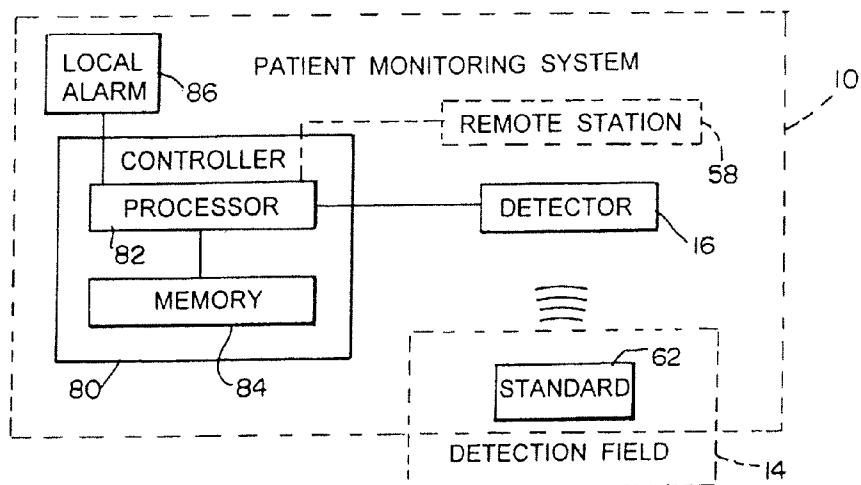 LOCAL
ALARM
86
PATIENT MONITORING SYSTEM
10
REMOTE STATION
58
CONTROLLER
PROCESSOR
82
DETECTOR
16
MEMORY
80
84
62
STANDARD
DETECTION FIELD
14